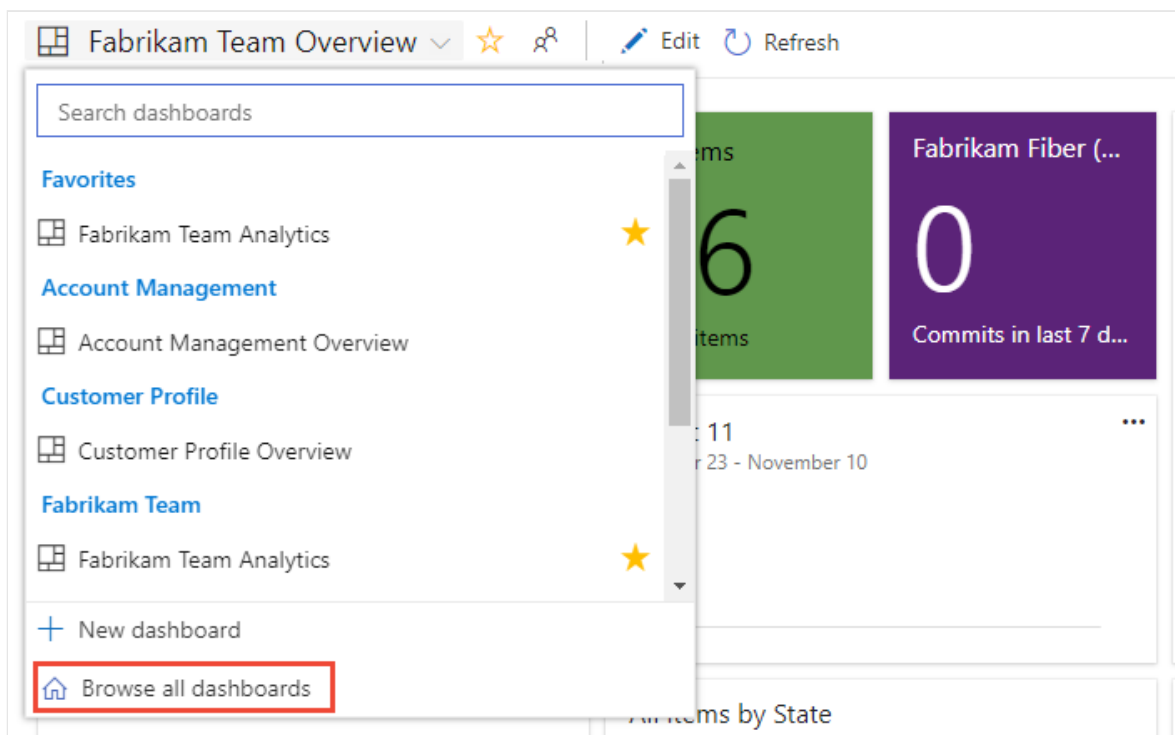 Fabrikam Team Overview
Edit
Refresh
Search dashboards
Favorites
Fabrikam Team Analytics
Account Management
Account Management Overview
Customer Profile
Customer Profile Overview
Fabrikam Team
Fabrikam Team Analytics
New dashboard
Browse all dashboards
6
items
Fabrikam Fiber (...
0
Commits in last 7 d...
11
23 - November 10
Items by State